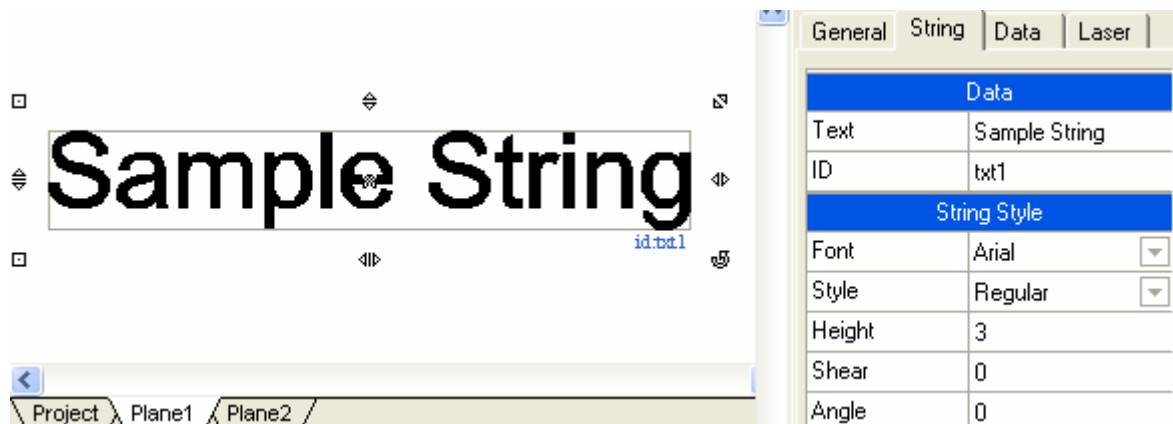 General String Data Laser
Data
Text Sample String
ID txt1
String Style
Font Arial
Style Regular
Height 3
Shear 0
Angle 0
Sample String
id:txt1
Project Plane1 Plane2